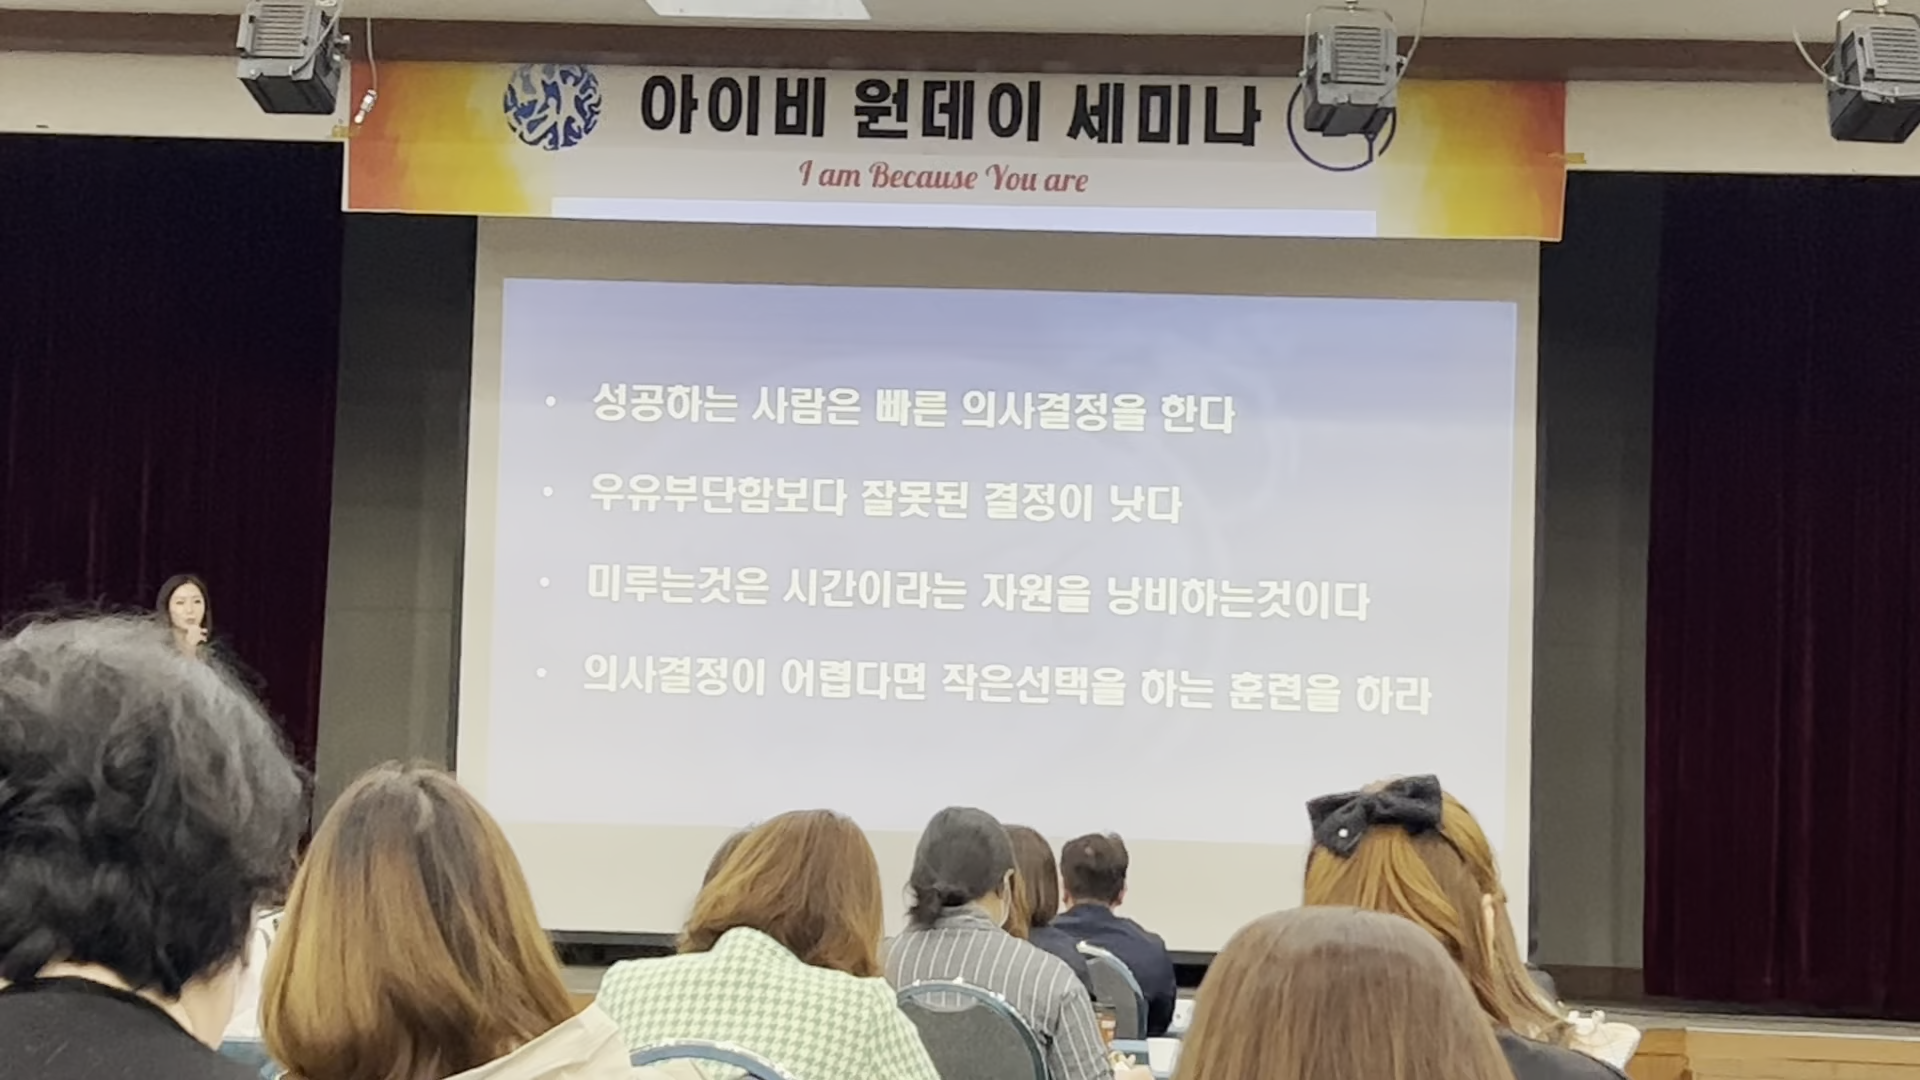 아이비 원데이 세미나
I am Because You are
• 성공하는 사람은 빠른 의사결정을 한다
• 우유부단함보다 잘못된 결정이 낫다
• 미루는것은 시간이라는 자원을 낭비하는것이다
• 의사결정이 어렵다면 작은선택을 하는 훈련을 하라